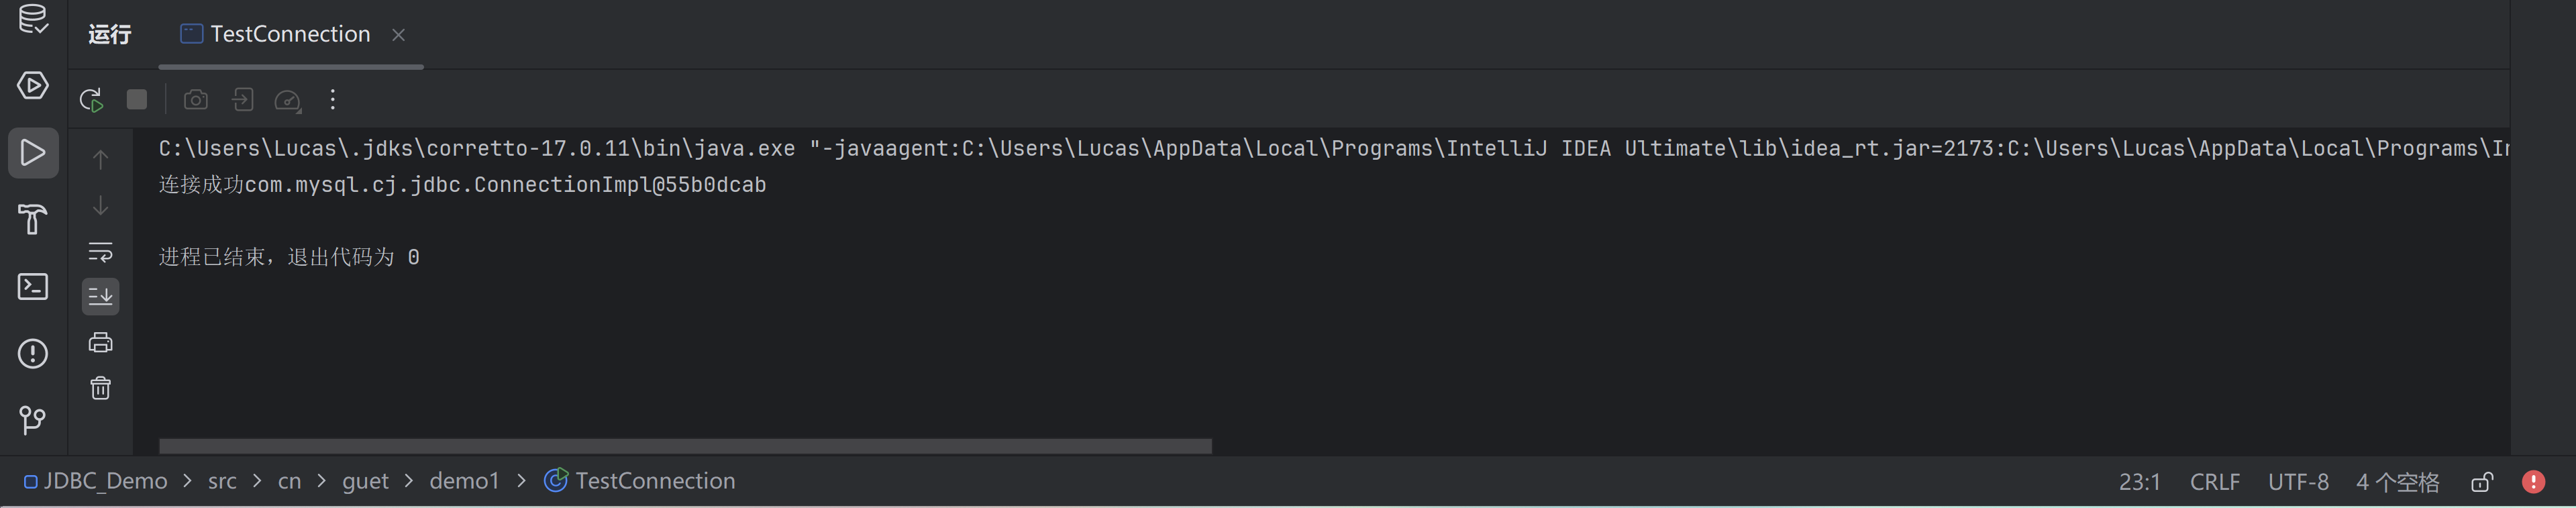 运行 TestConnection
C:\Users\Lucas\.jdks\corretto-17.0.11\bin\java.exe "-javaagent:C:\Users\Lucas\AppData\Local\Programs\IntelliJ IDEA Ultimate\lib\idea_rt.jar=2173:C:\Users\Lucas\AppData\Local\Programs\In
连接成功com.mysql.cj.jdbc.ConnectionImpl@55b0dcab
进程已结束，退出代码为 0
JDBC_Demo > src > cn > guet > demo1 > TestConnection 23:1 CRLF UTF-8 4 个空格